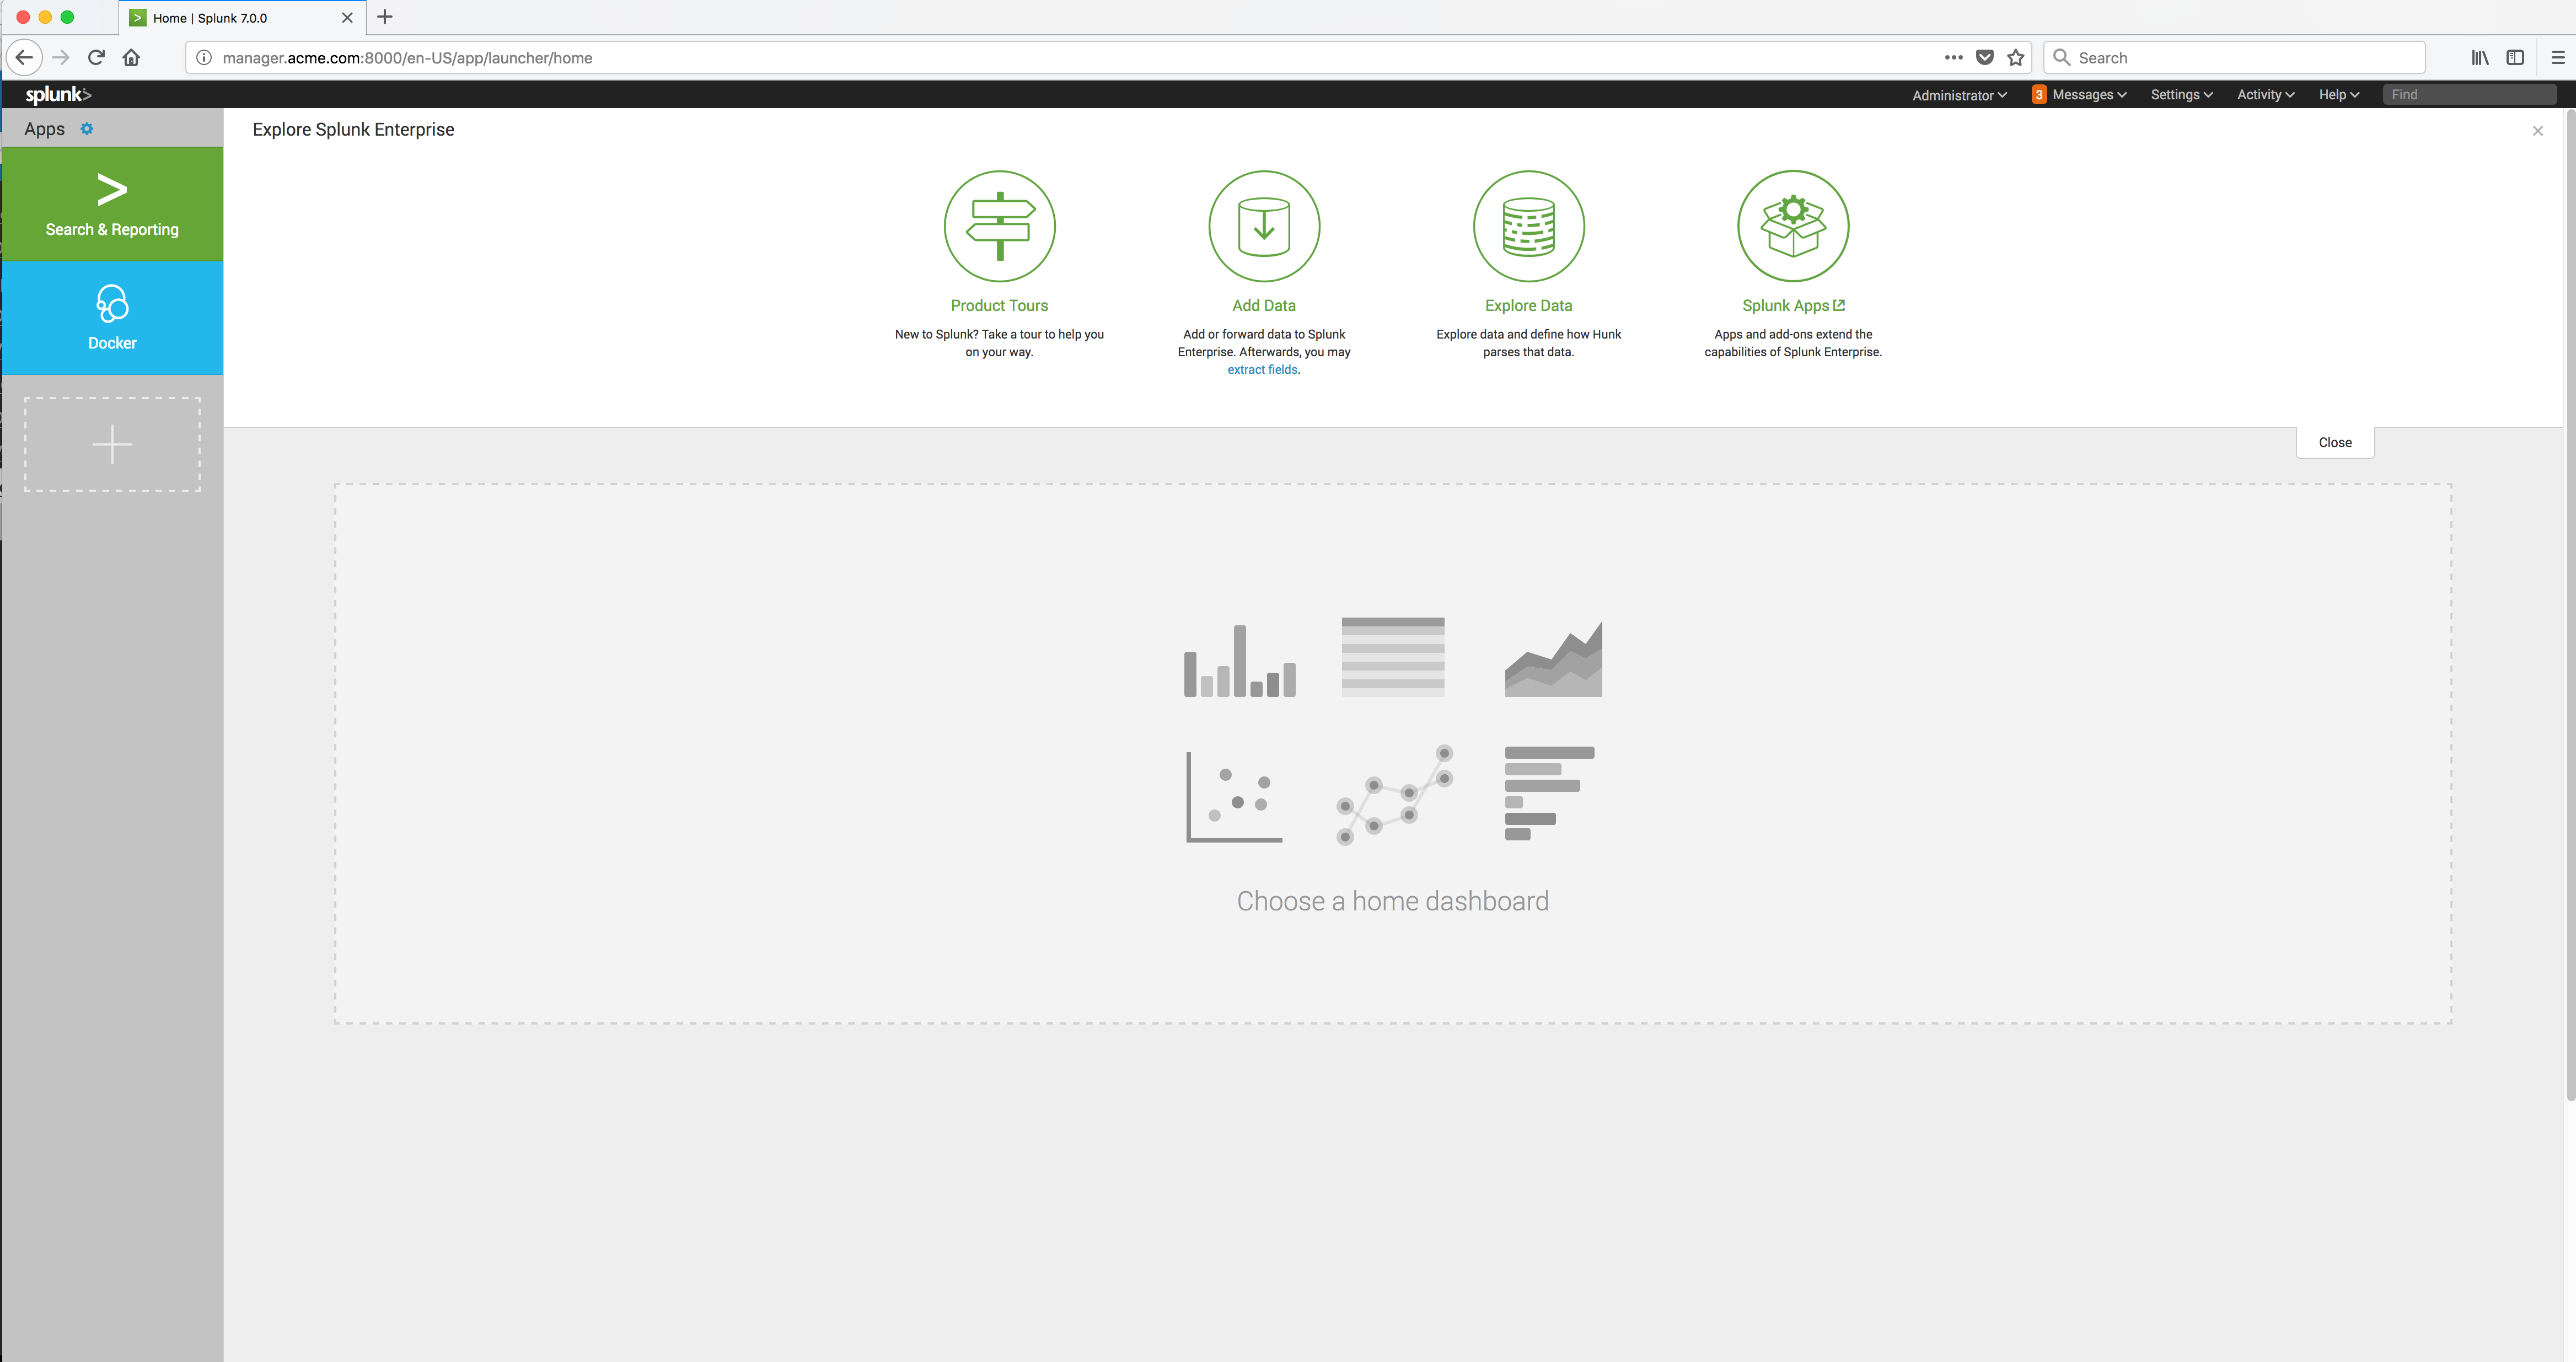 Home | Splunk 7.0.0
manager.acme.com:8000/en-US/app/launcher/home
Search
splunk>
Administrator
3 Messages
Settings
Activity
Help
Find
Apps
Explore Splunk Enterprise
Search & Reporting
Docker
Product Tours
New to Splunk? Take a tour to help you
on your way.
Add Data
Add or forward data to Splunk
Enterprise. Afterwards, you may
extract fields.
Explore Data
Explore data and define how Hunk
parses that data.
Splunk Apps
Apps and add-ons extend the
capabilities of Splunk Enterprise.
Close
Choose a home dashboard